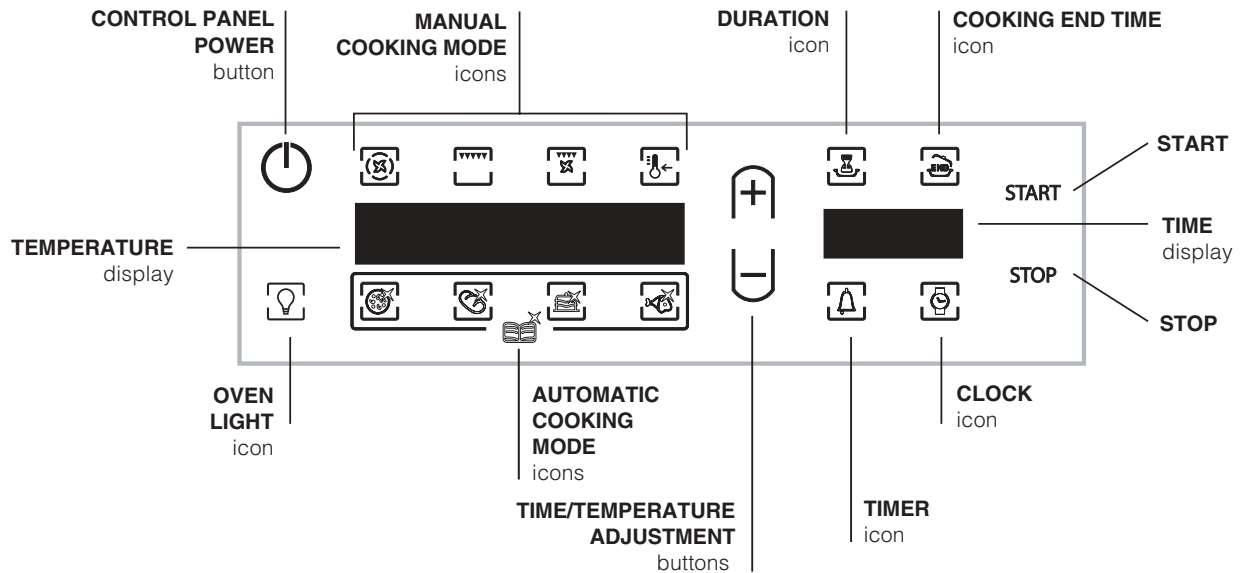 CONTROL PANEL
POWER
button
MANUAL
COOKING MODE
icons
DURATION
icon
COOKING END TIME
icon
START
START
END
TEMPERATURE
display
TIME
display
STOP
STOP
OVEN
LIGHT
icon
AUTOMATIC
COOKING
MODE
icons
CLOCK
icon
TIME/TEMPERATURE
ADJUSTMENT
buttons
TIMER
icon